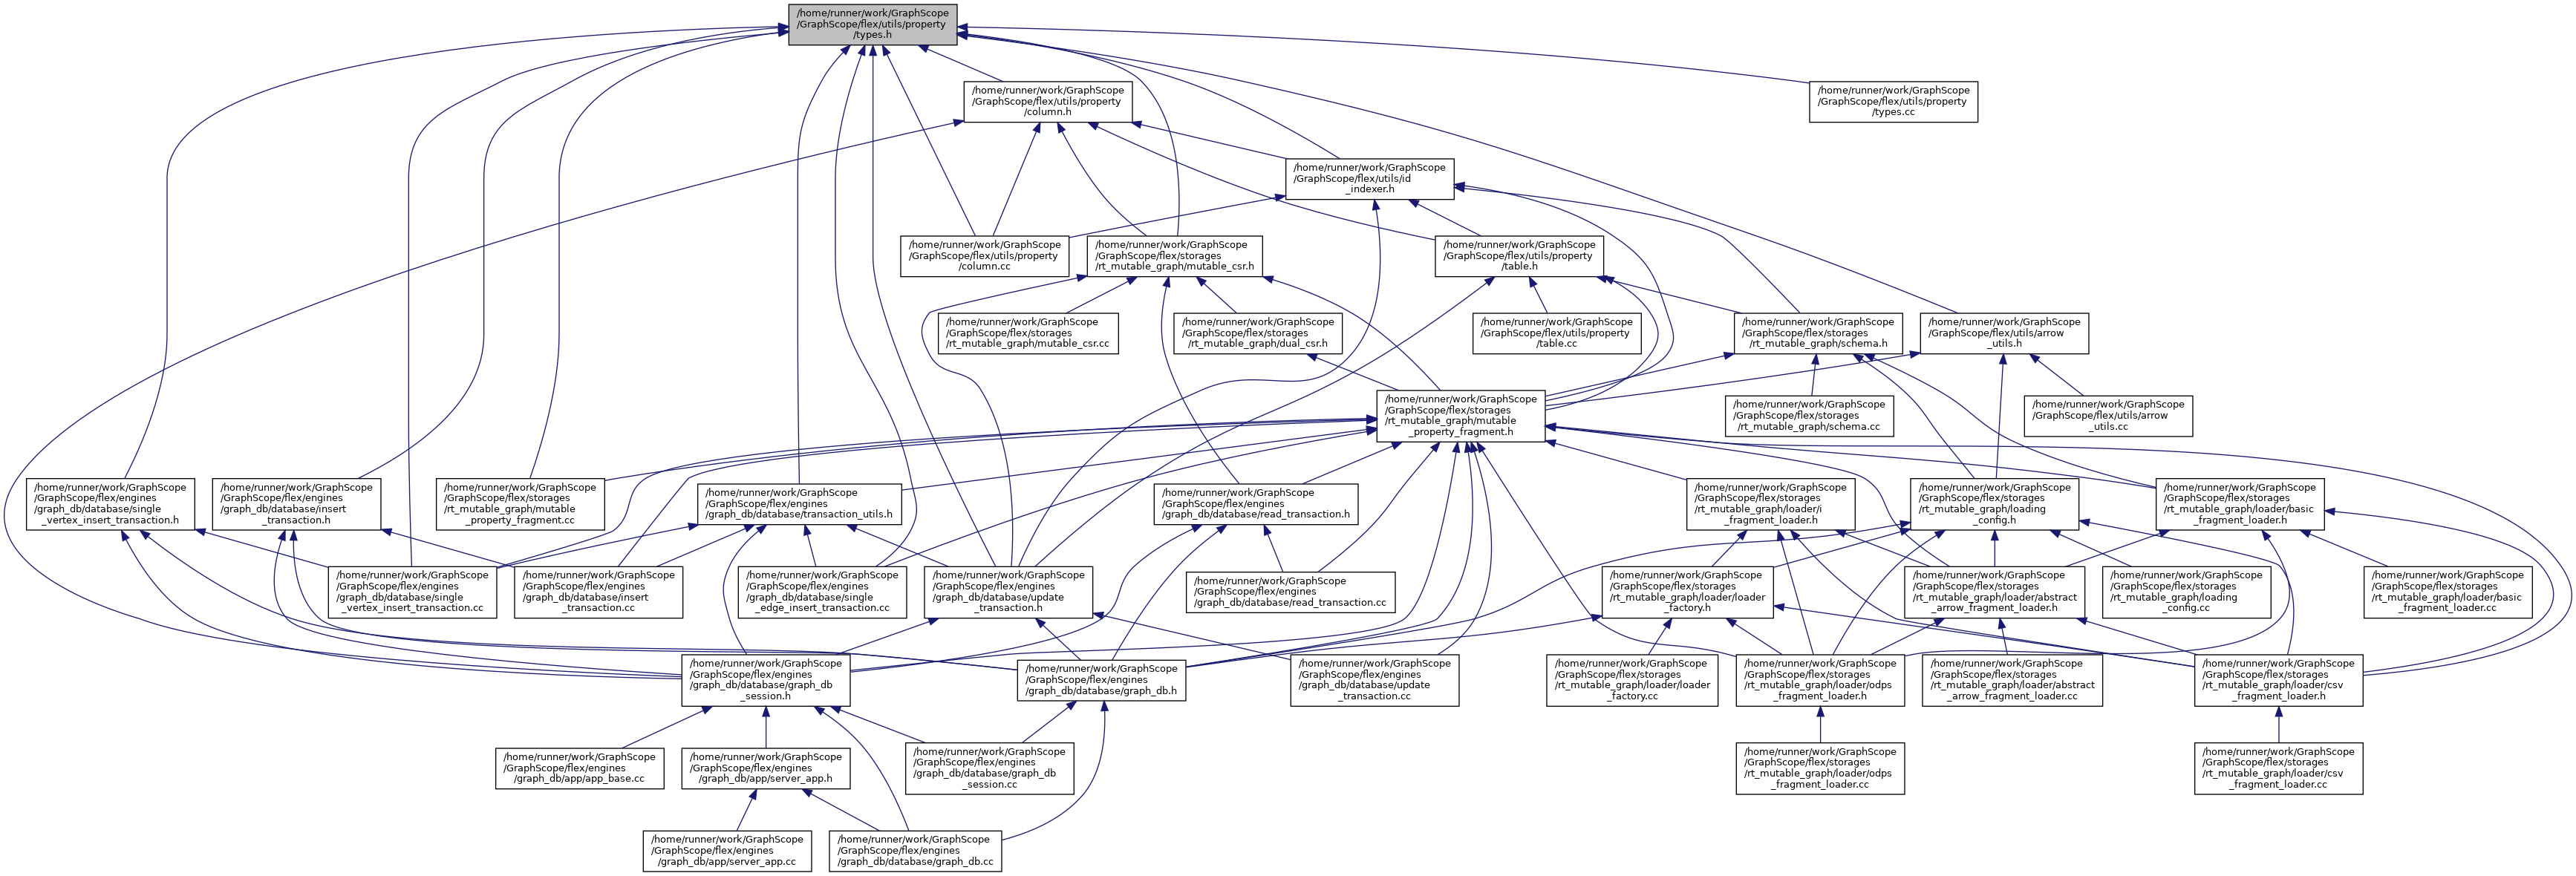 /home/runner/work/GraphScope
/GraphScope/flex/utils/property
/types.h
/home/runner/work/GraphScope
/GraphScope/flex/utils/property
/column.h
/home/runner/work/GraphScope
/GraphScope/flex/utils/property
/types.cc
/home/runner/work/GraphScope
/GraphScope/flex/utils/id
_indexer.h
/home/runner/work/GraphScope
/GraphScope/flex/utils/property
/column.cc
/home/runner/work/GraphScope
/GraphScope/flex/storages
/rt_mutable_graph/mutable_csr.h
/home/runner/work/GraphScope
/GraphScope/flex/utils/property
/table.h
/home/runner/work/GraphScope
/GraphScope/flex/storages
/rt_mutable_graph/mutable_csr.cc
/home/runner/work/GraphScope
/GraphScope/flex/storages
/rt_mutable_graph/dual_csr.h
/home/runner/work/GraphScope
/GraphScope/flex/utils/property
/table.cc
/home/runner/work/GraphScope
/GraphScope/flex/storages
/rt_mutable_graph/schema.h
/home/runner/work/GraphScope
/GraphScope/flex/utils/arrow
_utils.h
/home/runner/work/GraphScope
/GraphScope/flex/storages
/rt_mutable_graph/mutable
_property_fragment.h
/home/runner/work/GraphScope
/GraphScope/flex/storages
/rt_mutable_graph/schema.cc
/home/runner/work/GraphScope
/GraphScope/flex/utils/arrow
_utils.cc
/home/runner/work/GraphScope
/GraphScope/flex/engines
/graph_db/database/single
_vertex_insert_transaction.h
/home/runner/work/GraphScope
/GraphScope/flex/engines
/graph_db/database/insert
_transaction.h
/home/runner/work/GraphScope
/GraphScope/flex/storages
/rt_mutable_graph/mutable
_property_fragment.cc
/home/runner/work/GraphScope
/GraphScope/flex/engines
/graph_db/database/transaction_utils.h
/home/runner/work/GraphScope
/GraphScope/flex/engines
/graph_db/database/read_transaction.h
/home/runner/work/GraphScope
/GraphScope/flex/storages
/rt_mutable_graph/loader/i
_fragment_loader.h
/home/runner/work/GraphScope
/GraphScope/flex/storages
/rt_mutable_graph/loading
_config.h
/home/runner/work/GraphScope
/GraphScope/flex/storages
/rt_mutable_graph/loader/basic
_fragment_loader.h
/home/runner/work/GraphScope
/GraphScope/flex/engines
/graph_db/database/single
_vertex_insert_transaction.cc
/home/runner/work/GraphScope
/GraphScope/flex/engines
/graph_db/database/insert
_transaction.cc
/home/runner/work/GraphScope
/GraphScope/flex/engines
/graph_db/database/single
_edge_insert_transaction.cc
/home/runner/work/GraphScope
/GraphScope/flex/engines
/graph_db/database/update
_transaction.h
/home/runner/work/GraphScope
/GraphScope/flex/engines
/graph_db/database/read_transaction.cc
/home/runner/work/GraphScope
/GraphScope/flex/storages
/rt_mutable_graph/loader/loader
_factory.h
/home/runner/work/GraphScope
/GraphScope/flex/storages
/rt_mutable_graph/loader/abstract
_arrow_fragment_loader.h
/home/runner/work/GraphScope
/GraphScope/flex/storages
/rt_mutable_graph/loading
_config.cc
/home/runner/work/GraphScope
/GraphScope/flex/storages
/rt_mutable_graph/loader/basic
_fragment_loader.cc
/home/runner/work/GraphScope
/GraphScope/flex/engines
/graph_db/database/graph_db
_session.h
/home/runner/work/GraphScope
/GraphScope/flex/engines
/graph_db/database/graph_db.h
/home/runner/work/GraphScope
/GraphScope/flex/engines
/graph_db/database/update
_transaction.cc
/home/runner/work/GraphScope
/GraphScope/flex/storages
/rt_mutable_graph/loader/loader
_factory.cc
/home/runner/work/GraphScope
/GraphScope/flex/storages
/rt_mutable_graph/loader/odps
_fragment_loader.h
/home/runner/work/GraphScope
/GraphScope/flex/storages
/rt_mutable_graph/loader/abstract
_arrow_fragment_loader.cc
/home/runner/work/GraphScope
/GraphScope/flex/storages
/rt_mutable_graph/loader/csv
_fragment_loader.h
/home/runner/work/GraphScope
/GraphScope/flex/engines
/graph_db/app/app_base.cc
/home/runner/work/GraphScope
/GraphScope/flex/engines
/graph_db/app/server_app.h
/home/runner/work/GraphScope
/GraphScope/flex/engines
/graph_db/database/graph_db
_session.cc
/home/runner/work/GraphScope
/GraphScope/flex/storages
/rt_mutable_graph/loader/odps
_fragment_loader.cc
/home/runner/work/GraphScope
/GraphScope/flex/storages
/rt_mutable_graph/loader/csv
_fragment_loader.cc
/home/runner/work/GraphScope
/GraphScope/flex/engines
/graph_db/app/server_app.cc
/home/runner/work/GraphScope
/GraphScope/flex/engines
/graph_db/database/graph_db.cc